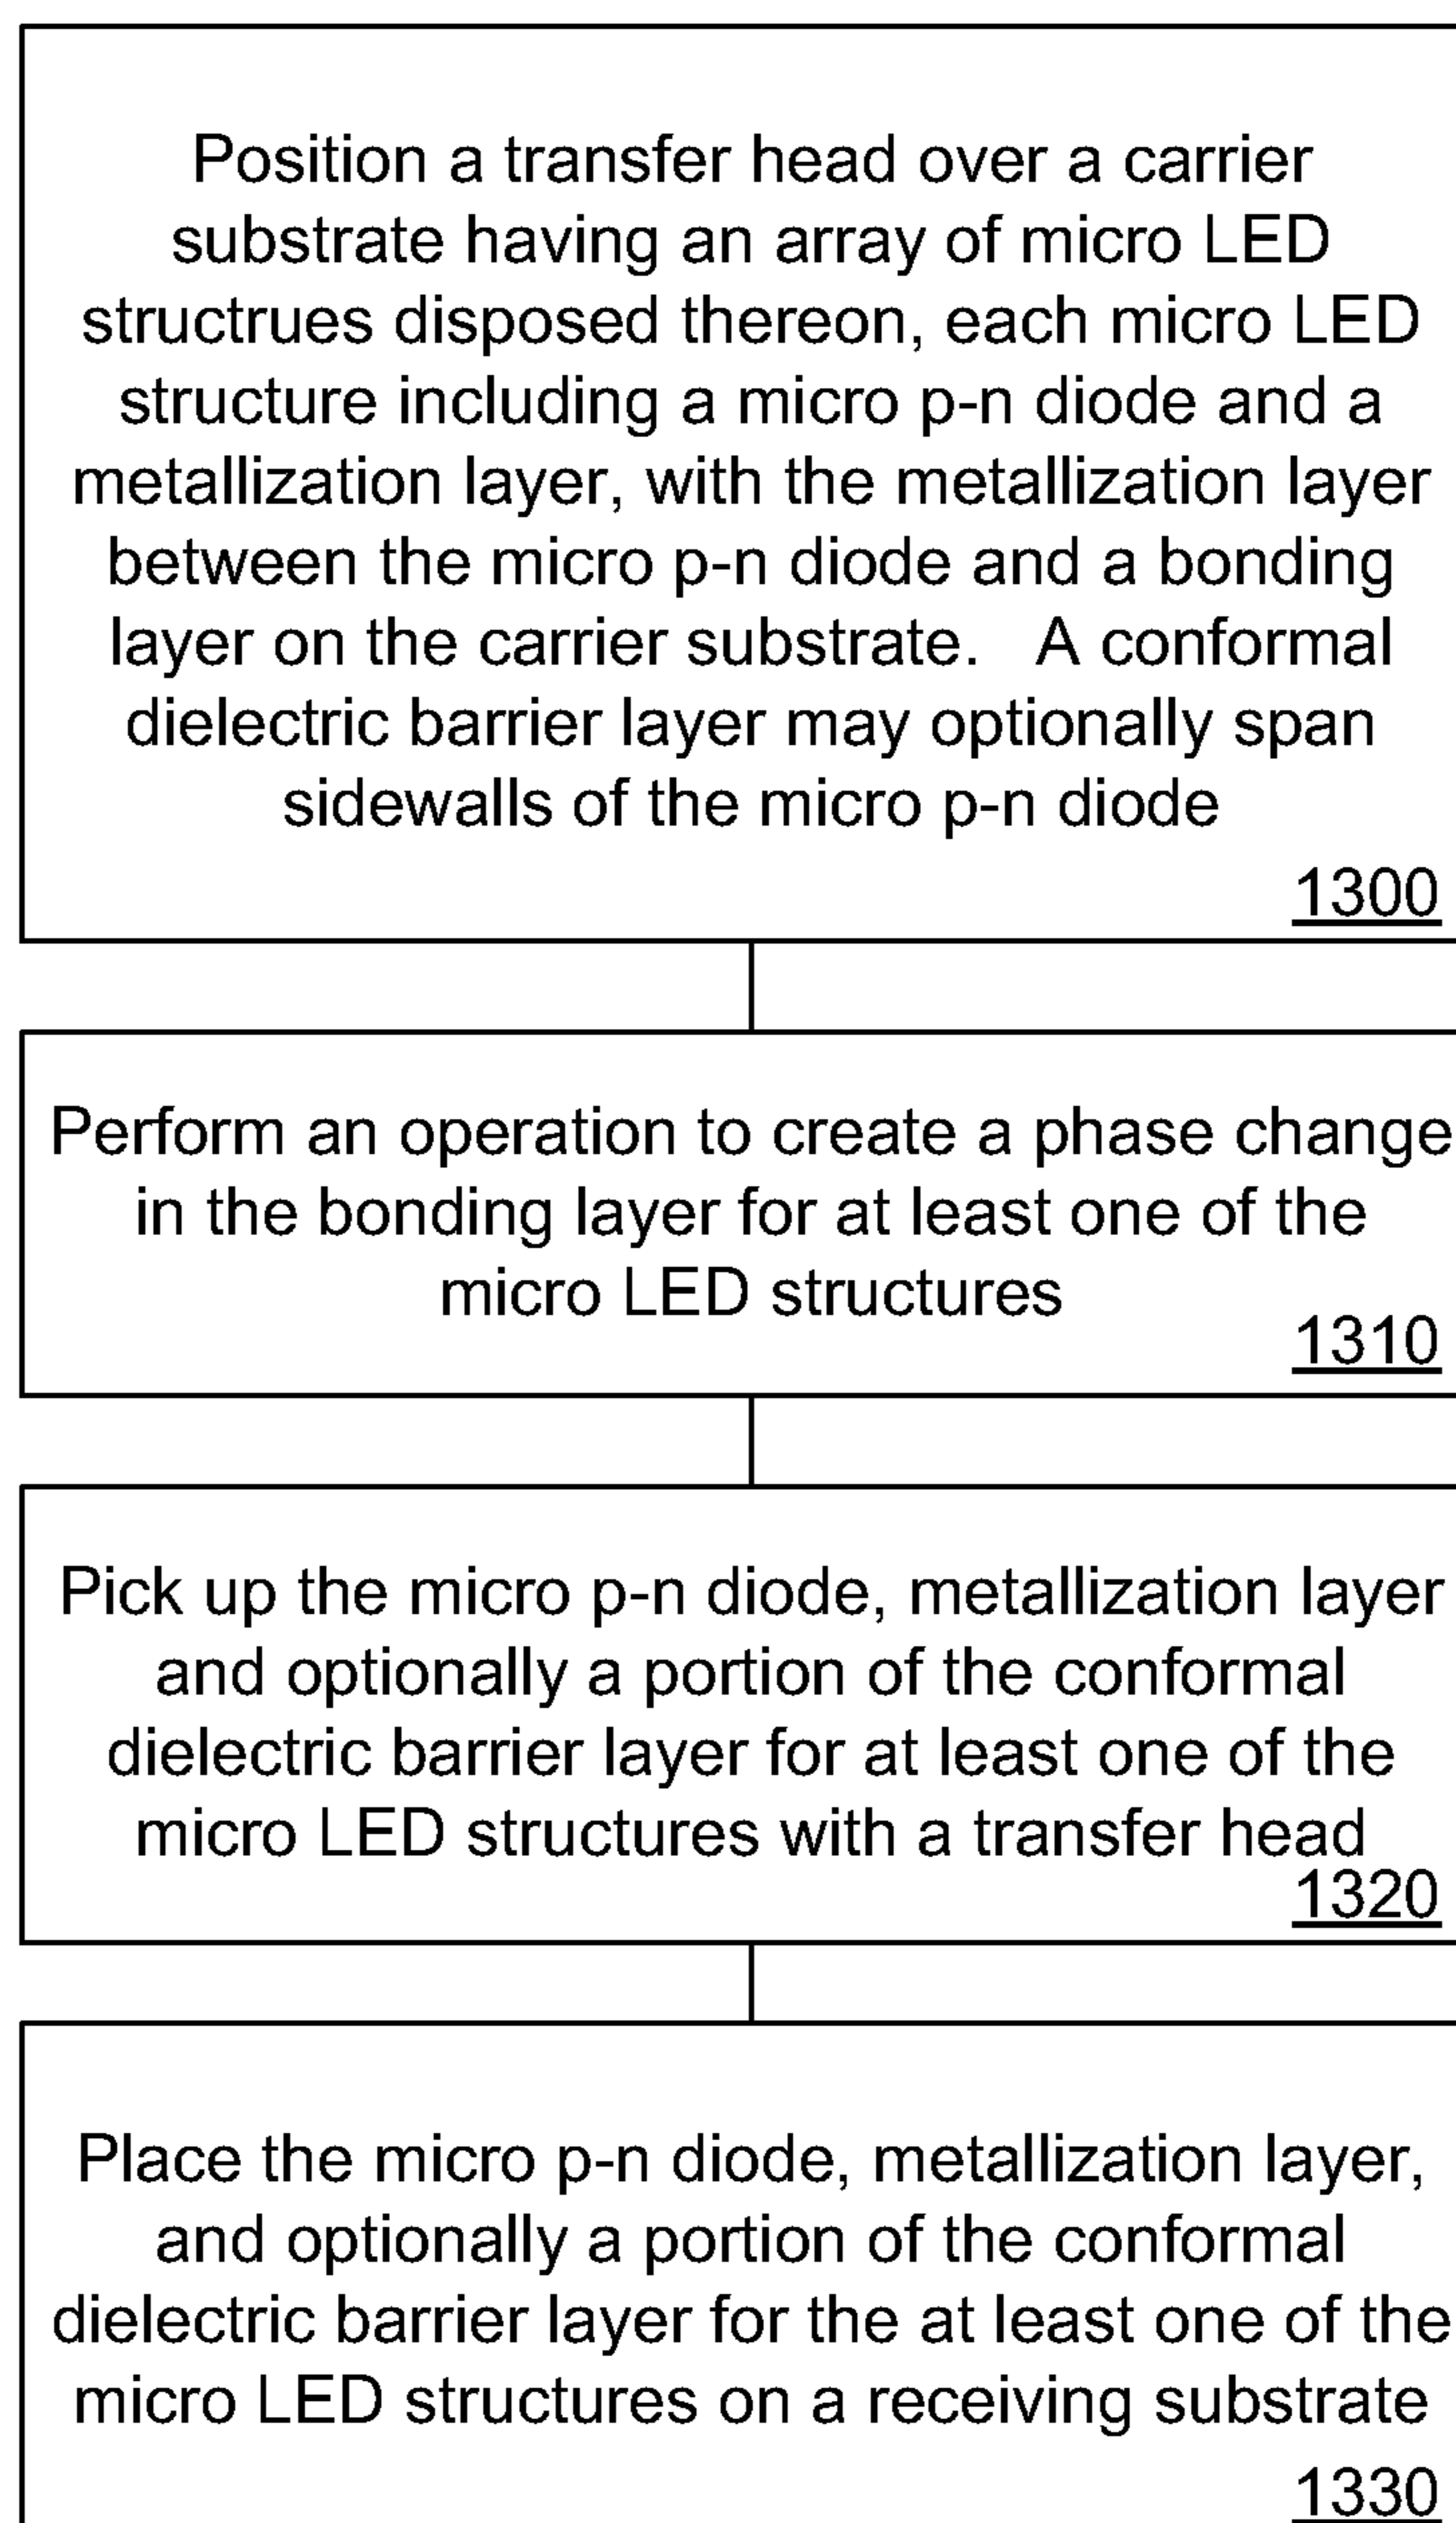 Position a transfer head over a carrier
substrate having an array of micro LED
structrues disposed thereon, each micro LED
structure including a micro p-n diode and a
metallization layer, with the metallization layer
between the micro p-n diode and a bonding
layer on the carrier substrate. A conformal
dielectric barrier layer may optionally span
sidewalls of the micro p-n diode
1300
Perform an operation to create a phase change
in the bonding layer for at least one of the
micro LED structures
1310
Pick up the micro p-n diode, metallization layer
and optionally a portion of the conformal
dielectric barrier layer for at least one of the
micro LED structures with a transfer head
1320
Place the micro p-n diode, metallization layer,
and optionally a portion of the conformal
dielectric barrier layer for the at least one of the
micro LED structures on a receiving substrate
1330